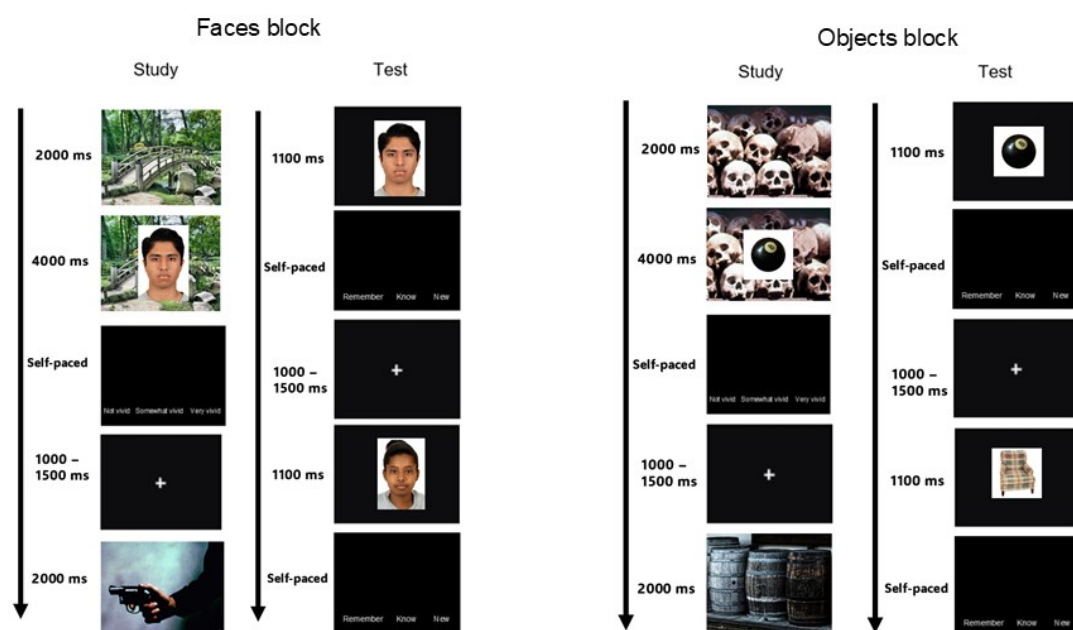 Faces block
Study
Test
2000 ms
4000 ms
Self-paced
Not vivid Somewhat vivid Very vivid
1000 –
1500 ms
2000 ms
1100 ms
Self-paced
Remember Know New
1000 –
1500 ms
1100 ms
Self-paced
Remember Know New
Objects block
Study
Test
2000 ms
4000 ms
Self-paced
Not vivid Somewhat vivid Very vivid
1000 –
1500 ms
2000 ms
1100 ms
Self-paced
Remember Know New
1000 –
1500 ms
1100 ms
Self-paced
Remember Know New